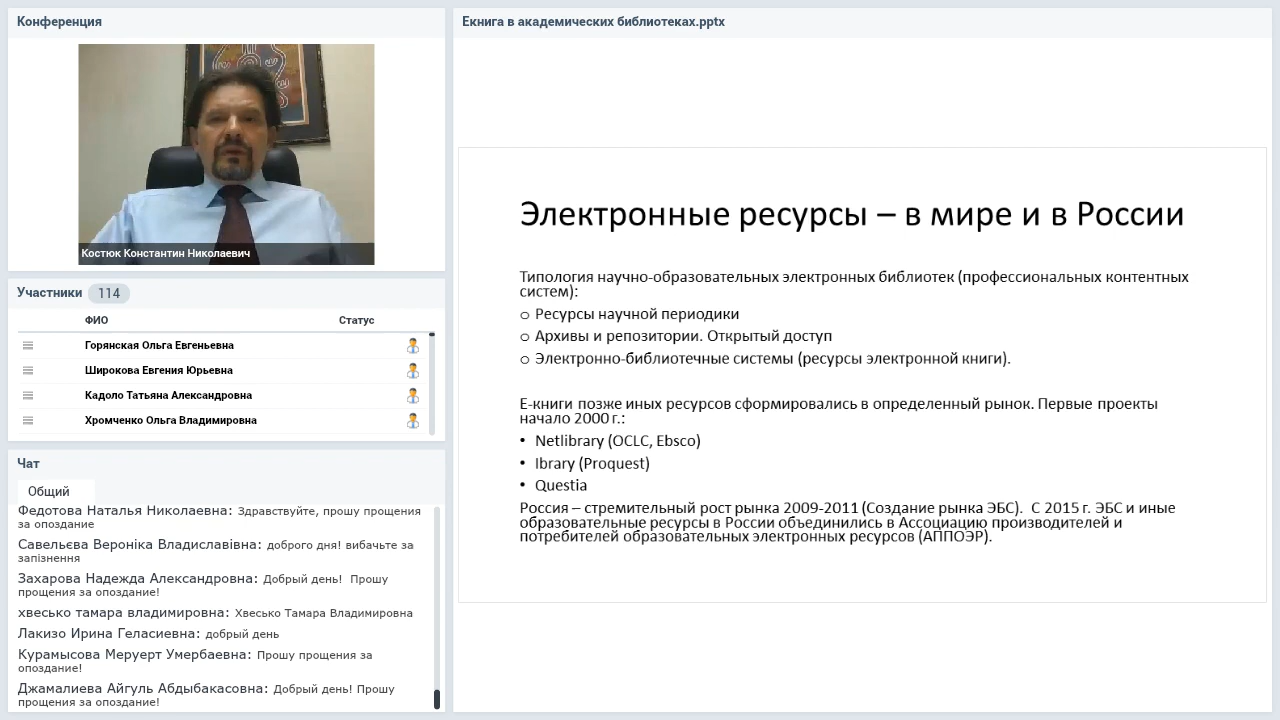 Конференция
Костюк Константин Николаевич
Участники 114
ФИО Статус
Горянская Ольга Евгеньевна
Широкова Евгения Юрьевна
Кадоло Татьяна Александровна
Хромченко Ольга Владимировна
Чат
Общий
Федотова Наталья Николаевна: Здравствуйте, прошу прощения
за опоздание
Савельєва Вероніка Владиславівна: доброго дня! вибачьте за
запізнення
Захарова Надежда Александровна: Добрый день! Прошу
прощения за опоздание!
хвесько тамара владимировна: Хвесько Тамара Владимировна
Лакизо Ирина Геласиевна: добрый день
Курамысова Меруерт Умербаевна: Прошу прощения за
опоздание!
Джамалиева Айгуль Абдыбакасовна: Добрый день! Прошу
прощения за опоздание!
Екнига в академических библиотеках.pptx
Электронные ресурсы – в мире и в России
Типология научно-образовательных электронных библиотек (профессиональных контентных
систем):
o Ресурсы научной периодики
o Архивы и репозитории. Открытый доступ
o Электронно-библиотечные системы (ресурсы электронной книги).
Е-книги позже иных ресурсов сформировались в определенный рынок. Первые проекты
начало 2000 г.:
• Netlibrary (OCLC, Ebsco)
• Ibrary (Proquest)
• Questia
Россия – стремительный рост рынка 2009-2011 (Создание рынка ЭБС). С 2015 г. ЭБС и иные
образовательные ресурсы в России объединились в Ассоциацию производителей и
потребителей образовательных электронных ресурсов (АППОЭР).